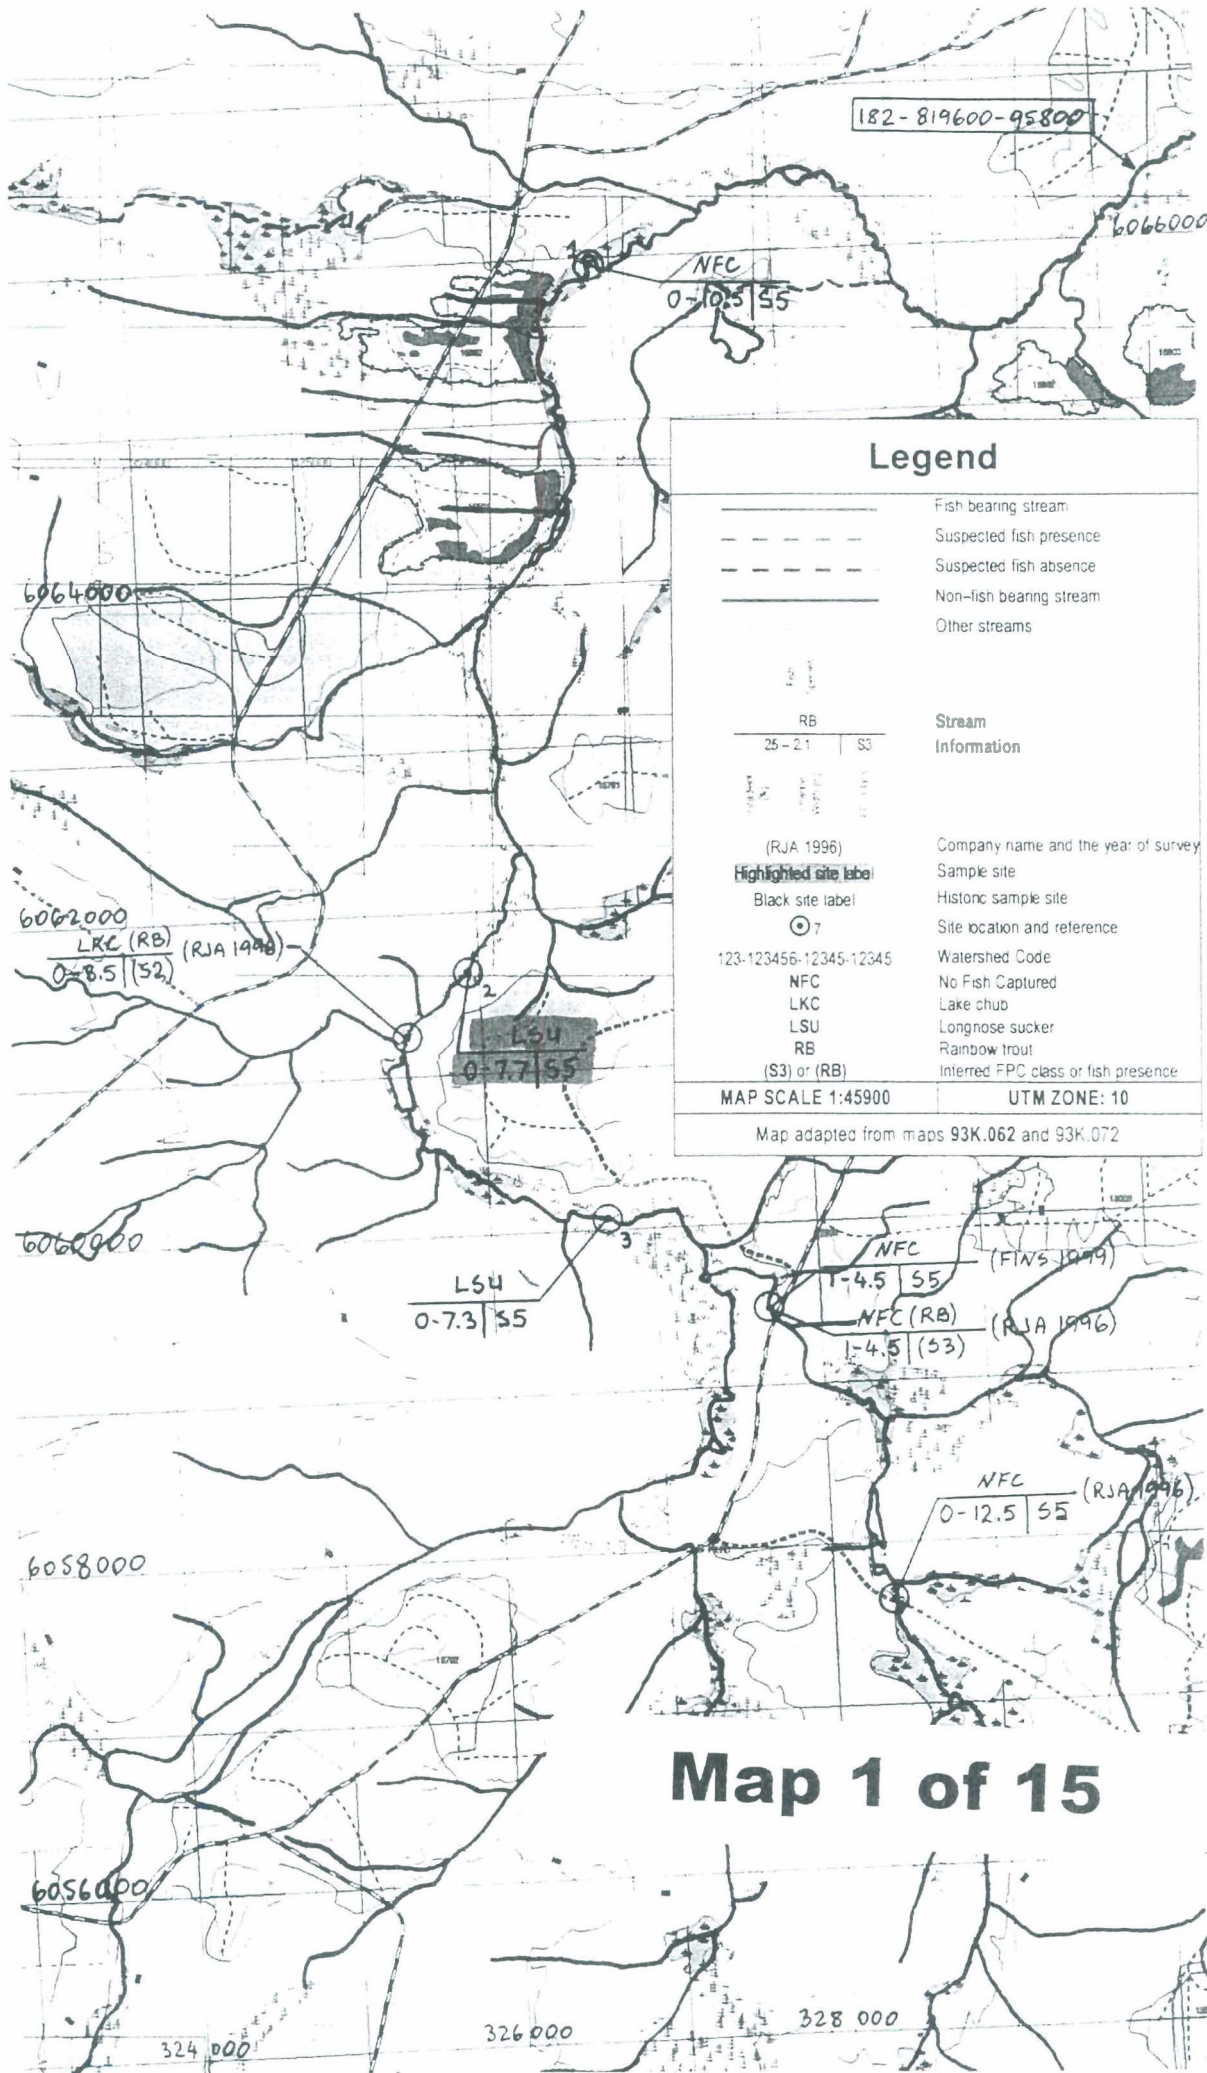 182-819600-95800
6066000
1
NFC
0-10.5 | S5
Legend
Fish bearing stream
Suspected fish presence
Suspected fish absence
Non-fish bearing stream
Other streams
RB
25 - 2.1 | S3
Stream
Information
(RJA 1996) Company name and the year of survey
Highlighted site label Sample site
Black site label Historic sample site
7 Site location and reference
123-123456-12345-12345 Watershed Code
NFC No Fish Captured
LKC Lake chub
LSU Longnose sucker
RB Rainbow trout
(S3) or (RB) Inferred FPC class or fish presence
MAP SCALE 1:45900 UTM ZONE: 10
Map adapted from maps 93K.062 and 93K.072
6064000
6062000
LKC (RB)
0-8.5 | (S2)
2
LSU
0-7.7 | S5
6060000
3
LSU
0-7.3 | S5
NFC
1-4.5 | S5
(FINS 1999)
NFC (RB)
1-4.5 | (S3)
(RJA 1996)
NFC
0-12.5 | S5
(RJA 1996)
6058000
18702
Map 1 of 15
6056000
324 000
326 000
328 000